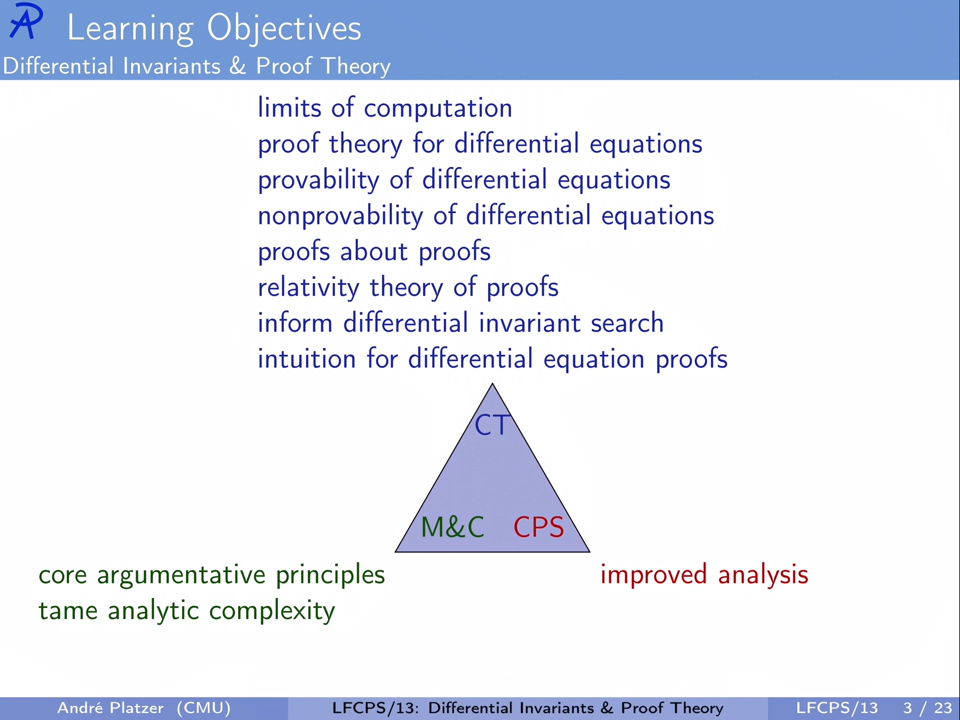 Learning Objectives
Differential Invariants & Proof Theory
limits of computation
proof theory for differential equations
provability of differential equations
nonprovability of differential equations
proofs about proofs
relativity theory of proofs
inform differential invariant search
intuition for differential equation proofs
CT
M&C CPS
core argumentative principles
tame analytic complexity
improved analysis
André Platzer (CMU) LFCPS/13: Differential Invariants & Proof Theory LFCPS/13 3 / 23